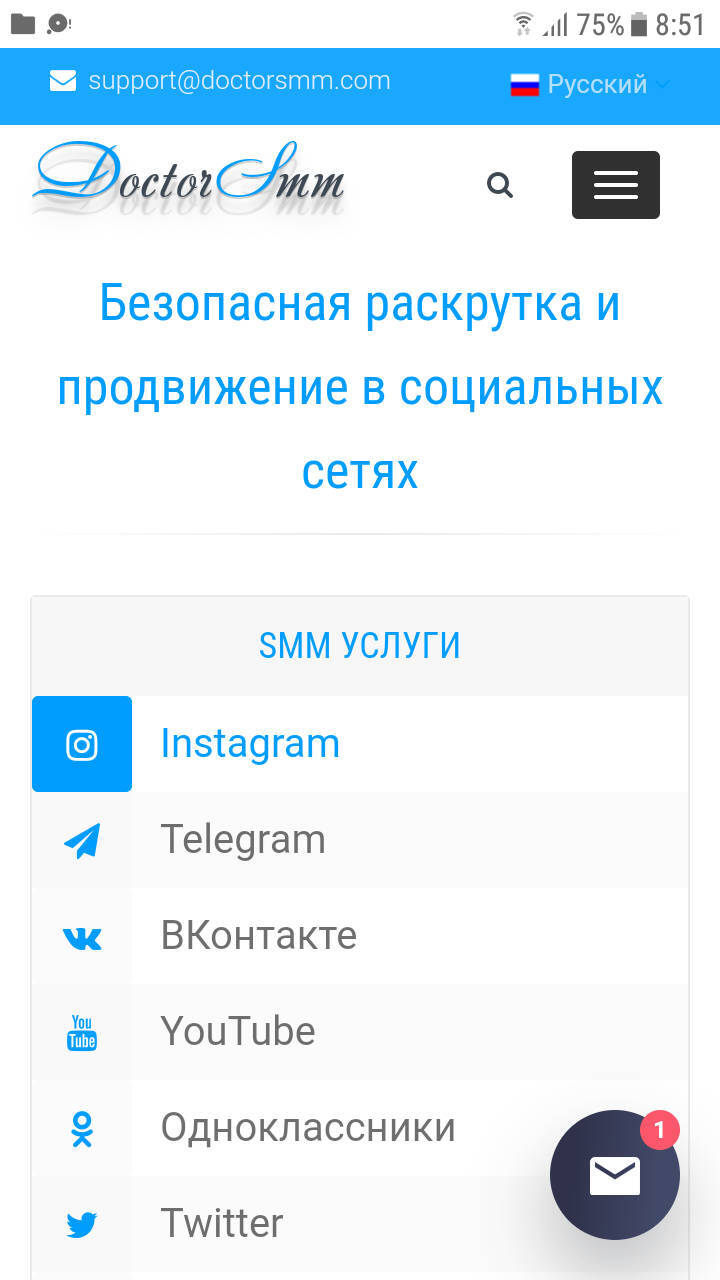 75% 8:51
support@doctorsmm.com Русский
DoctorSmm
Безопасная раскрутка и
продвижение в социальных
сетях
SMM УСЛУГИ
Instagram
Telegram
ВКонтакте
You
Tube YouTube
Одноклассники
1
Twitter